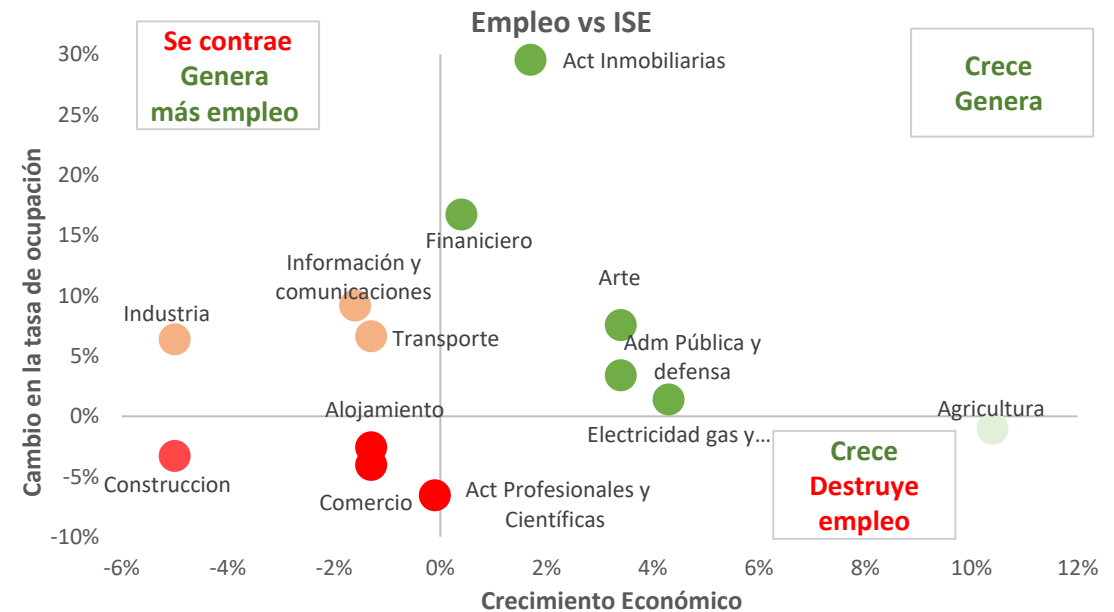 Empleo vs ISE
Se contrae
Genera
más empleo
Crece
Genera
Cambio en la tasa de ocupación
30%
25%
20%
15%
10%
5%
0%
-5%
-10%
Act Inmobiliarias
Finaniciero
Información y
comunicaciones
Industria
Transporte
Arte
Adm Pública y
defensa
Electricidad gas y...
Agricultura
Alojamiento
Construccion
Comercio
Act Profesionales y
Científicas
Crece
Destruye
empleo
-6%
-4%
-2%
0%
2%
4%
6%
8%
10%
12%
Crecimiento Económico